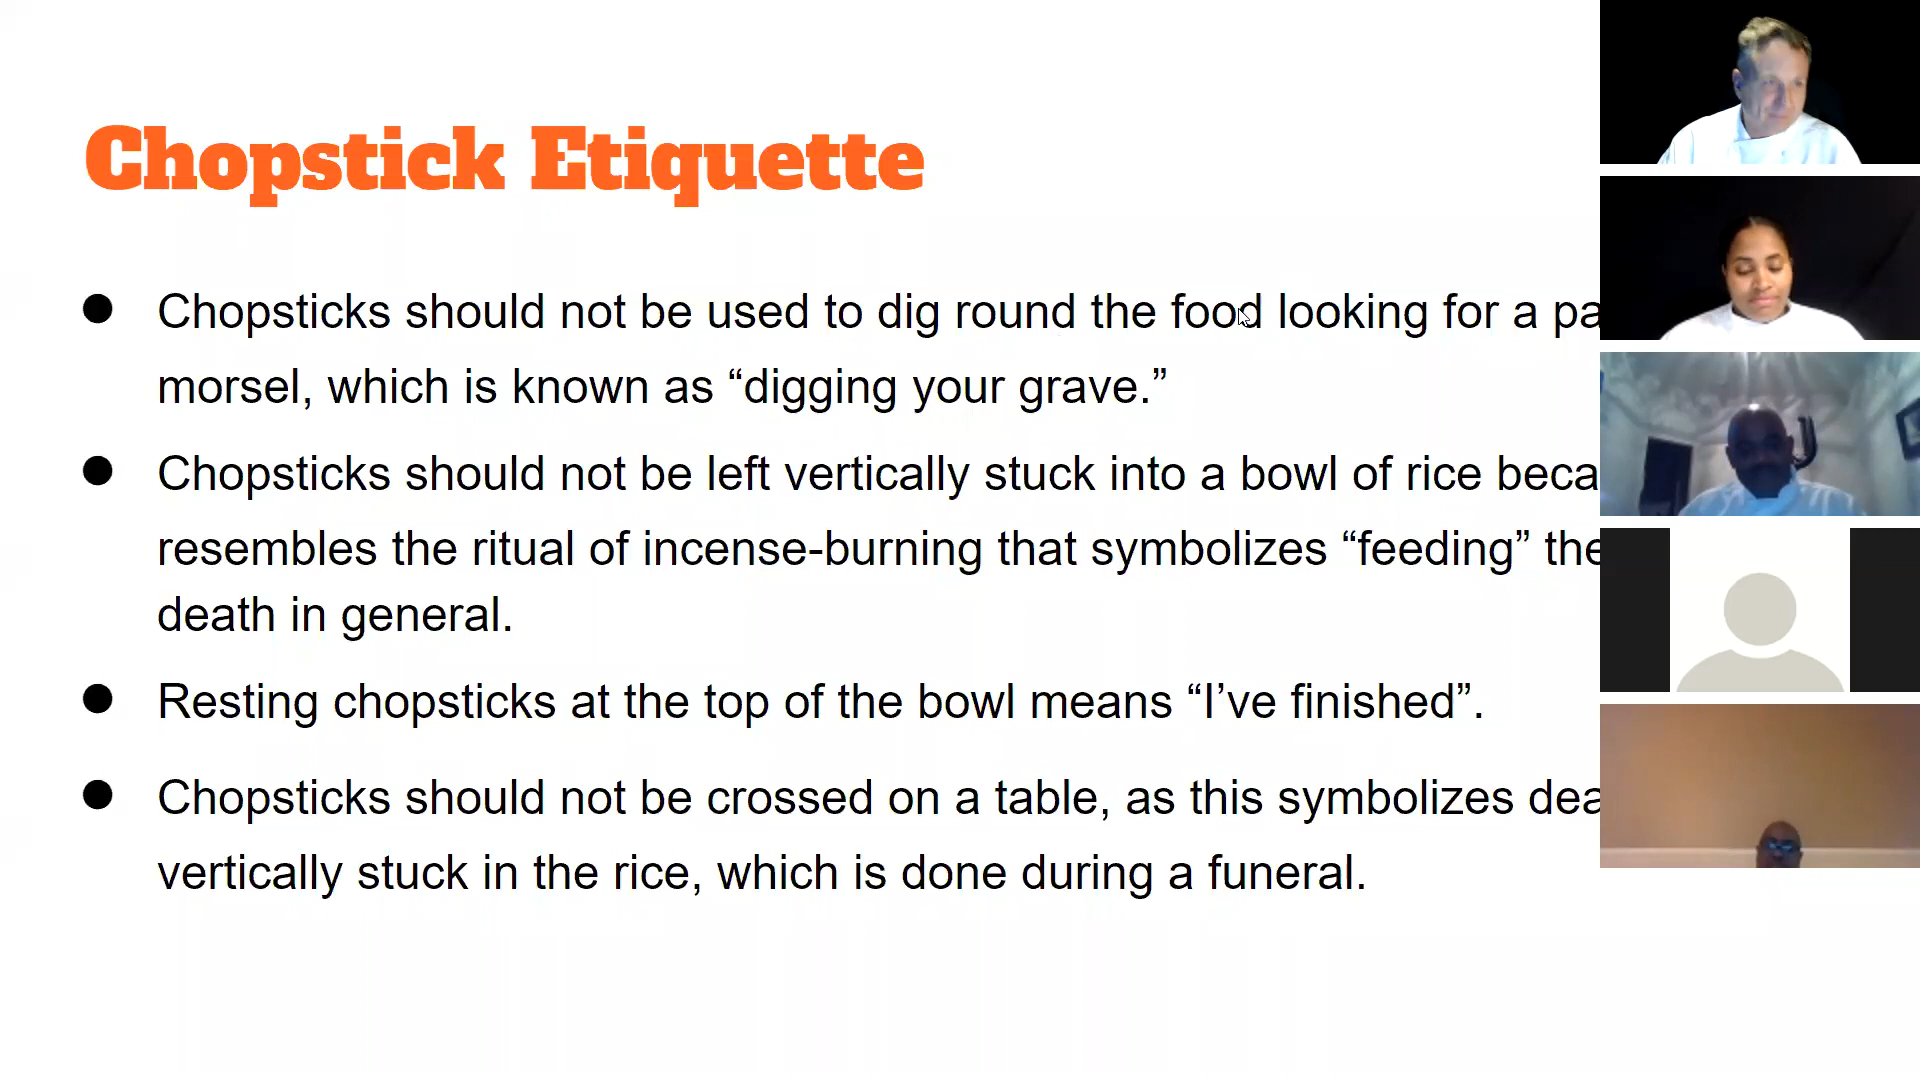 Chopstick Etiquette
Chopsticks should not be used to dig round the food looking for a
morsel, which is known as “digging your grave.”
Chopsticks should not be left vertically stuck into a bowl of rice
resembles the ritual of incense-burning that symbolizes “feeding” the
death in general.
Resting chopsticks at the top of the bowl means “I’ve finished”.
Chopsticks should not be crossed on a table, as this symbolizes
vertically stuck in the rice, which is done during a funeral.